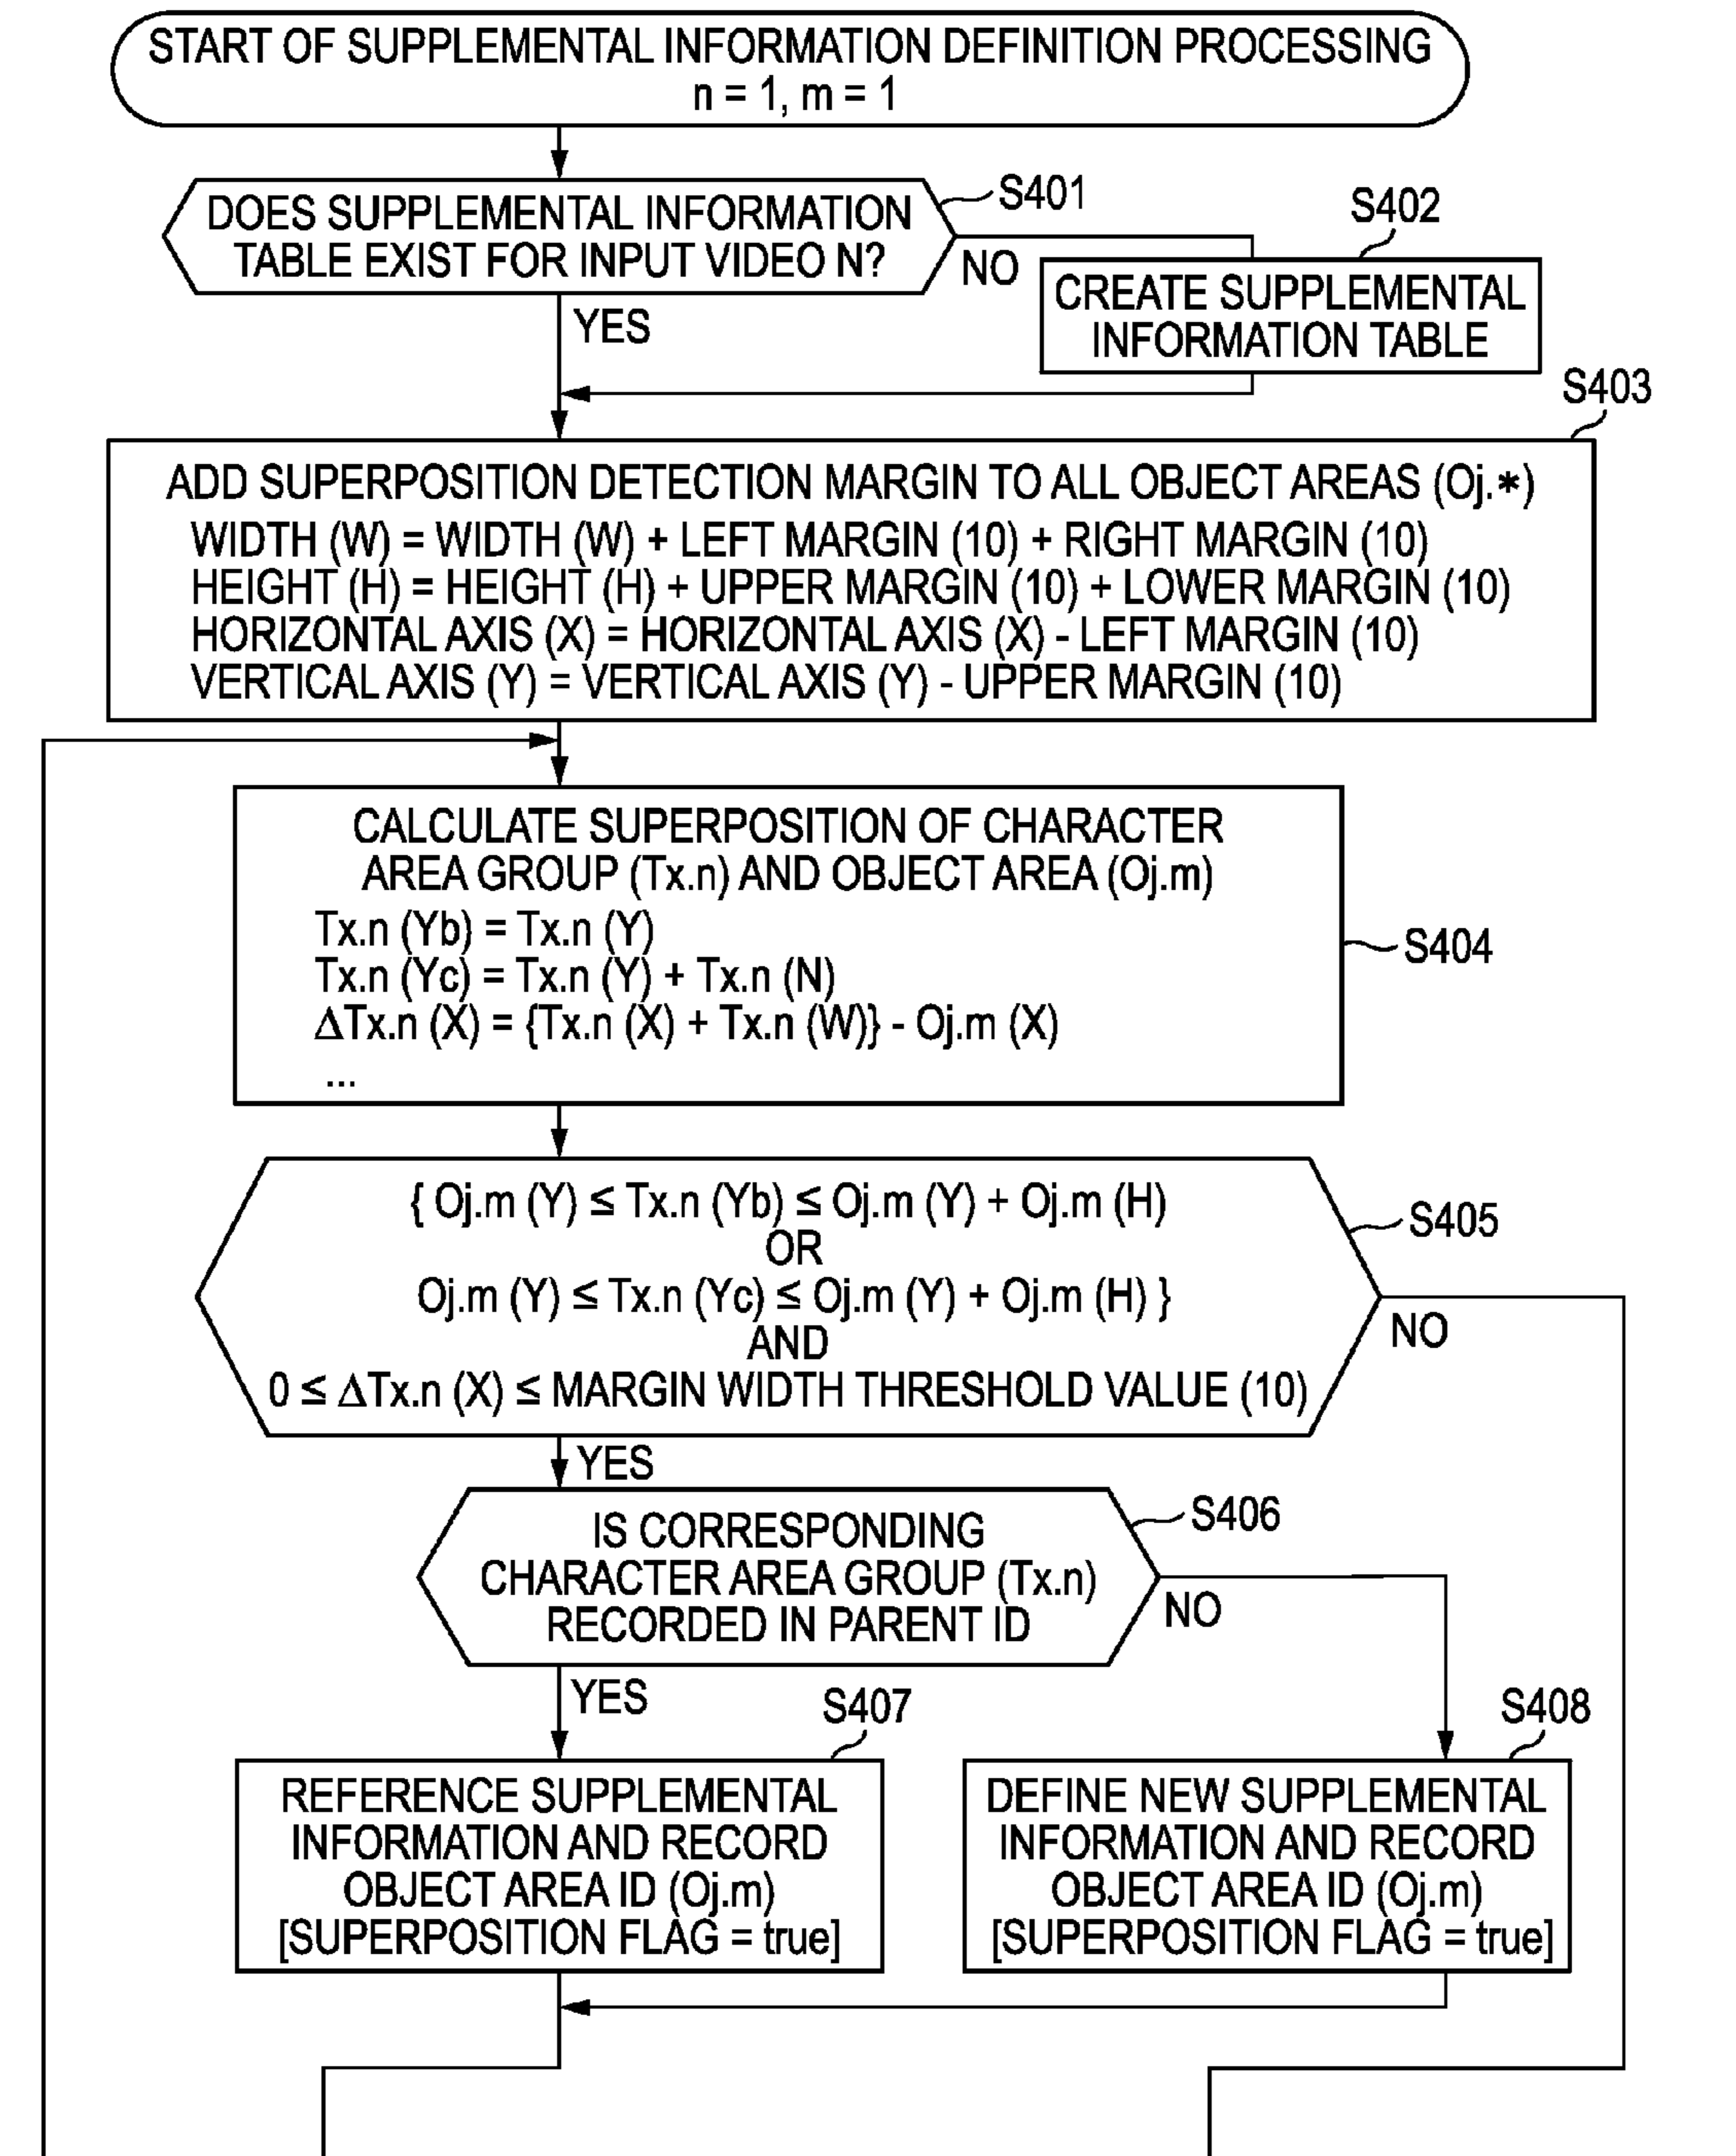 START OF SUPPLEMENTAL INFORMATION DEFINITION PROCESSING
n = 1, m = 1
DOES SUPPLEMENTAL INFORMATION
TABLE EXIST FOR INPUT VIDEO N?
S401
NO
YES
S402
CREATE SUPPLEMENTAL
INFORMATION TABLE
S403
ADD SUPERPOSITION DETECTION MARGIN TO ALL OBJECT AREAS (Oj.*)
WIDTH (W) = WIDTH (W) + LEFT MARGIN (10) + RIGHT MARGIN (10)
HEIGHT (H) = HEIGHT (H) + UPPER MARGIN (10) + LOWER MARGIN (10)
HORIZONTAL AXIS (X) = HORIZONTAL AXIS (X) - LEFT MARGIN (10)
VERTICAL AXIS (Y) = VERTICAL AXIS (Y) - UPPER MARGIN (10)
CALCULATE SUPERPOSITION OF CHARACTER
AREA GROUP (Tx.n) AND OBJECT AREA (Oj.m)
Tx.n (Yb) = Tx.n (Y)
Tx.n (Yc) = Tx.n (Y) + Tx.n (N)
ΔTx.n (X) = {Tx.n (X) + Tx.n (W)} - Oj.m (X)
...
S404
{ Oj.m (Y) ≤ Tx.n (Yb) ≤ Oj.m (Y) + Oj.m (H)
OR
Oj.m (Y) ≤ Tx.n (Yc) ≤ Oj.m (Y) + Oj.m (H) }
AND
0 ≤ ΔTx.n (X) ≤ MARGIN WIDTH THRESHOLD VALUE (10)
S405
NO
YES
IS CORRESPONDING
CHARACTER AREA GROUP (Tx.n)
RECORDED IN PARENT ID
S406
NO
YES
S407
REFERENCE SUPPLEMENTAL
INFORMATION AND RECORD
OBJECT AREA ID (Oj.m)
[SUPERPOSITION FLAG = true]
S408
DEFINE NEW SUPPLEMENTAL
INFORMATION AND RECORD
OBJECT AREA ID (Oj.m)
[SUPERPOSITION FLAG = true]